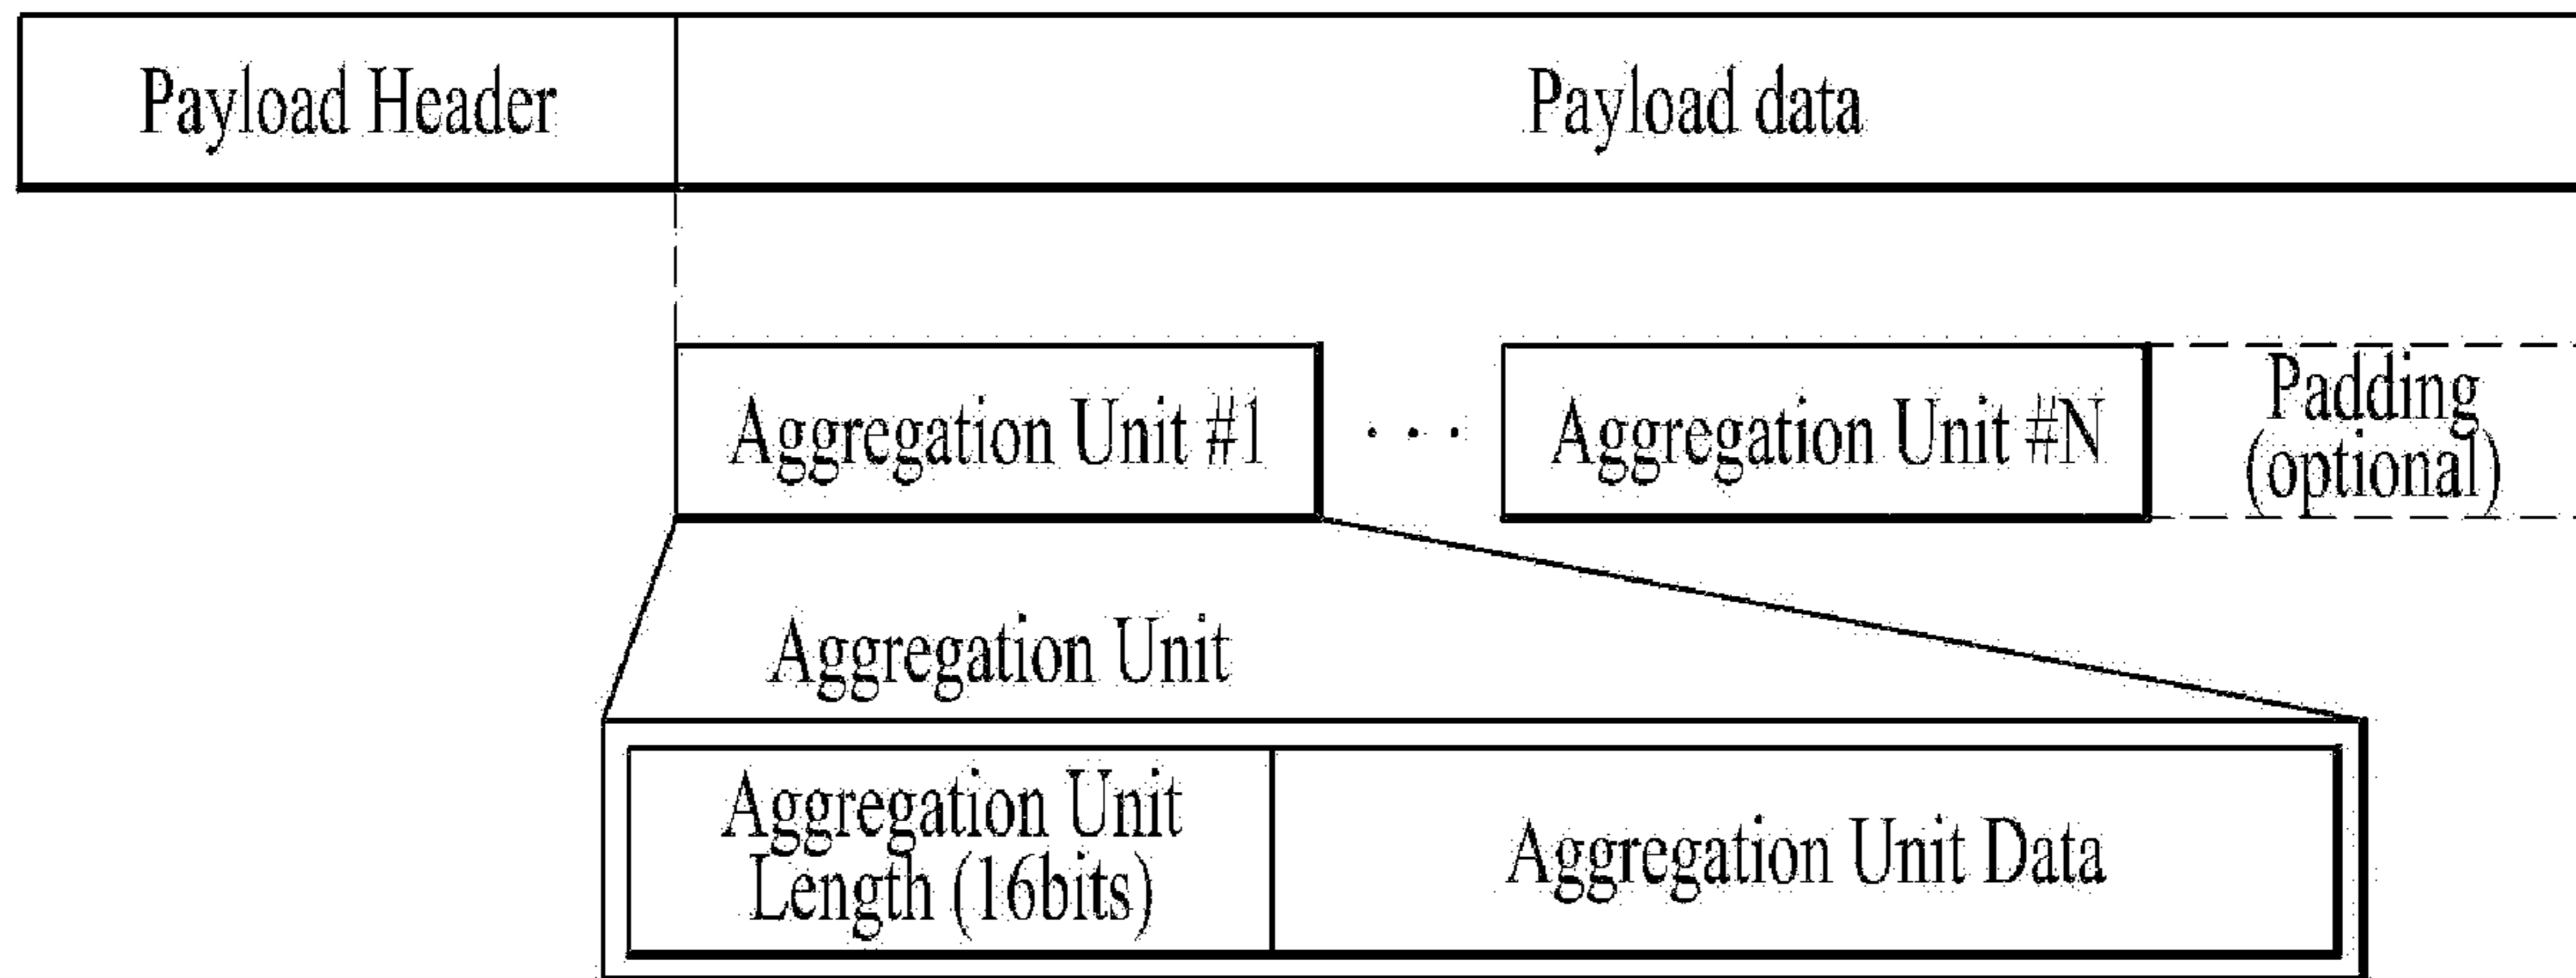 Payload Header
Payload data
Aggregation Unit #1
. . .
Aggregation Unit #N
Padding
(optional)
Aggregation Unit
Aggregation Unit
Length (16bits)
Aggregation Unit Data